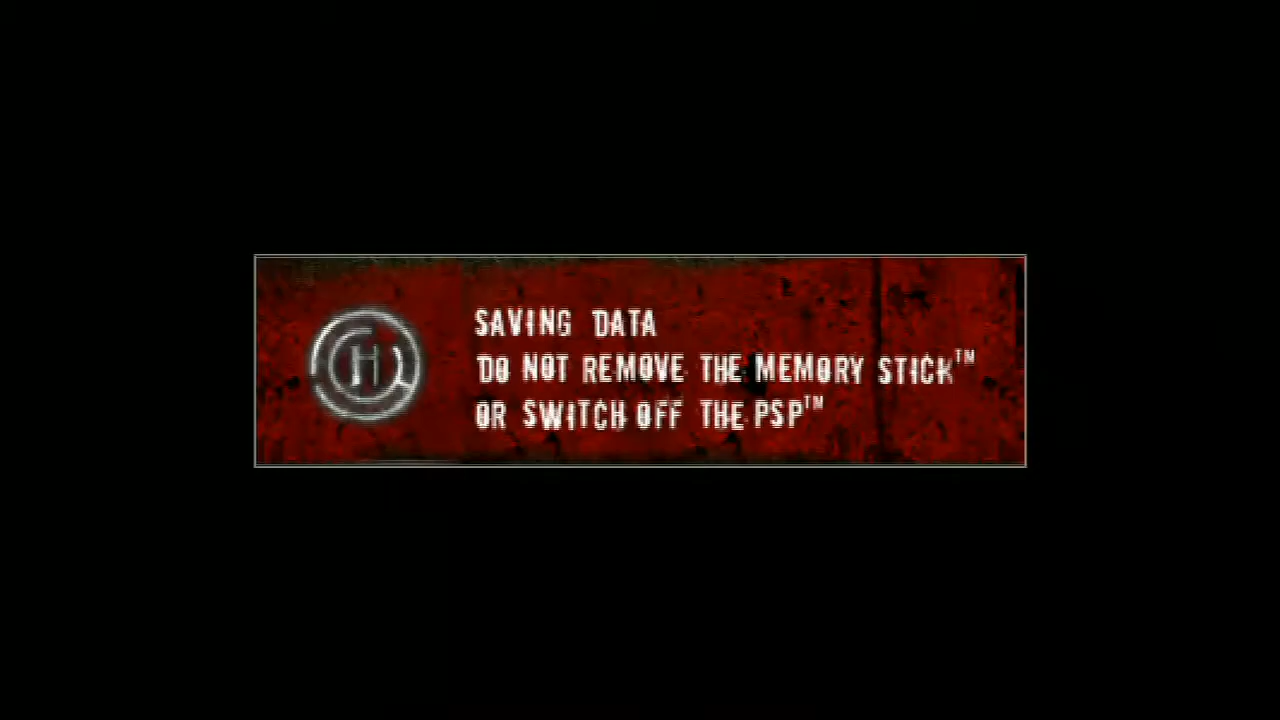 H
SAVING DATA
DO NOT REMOVE THE MEMORY STICK™
OR SWITCH OFF THE PSP™